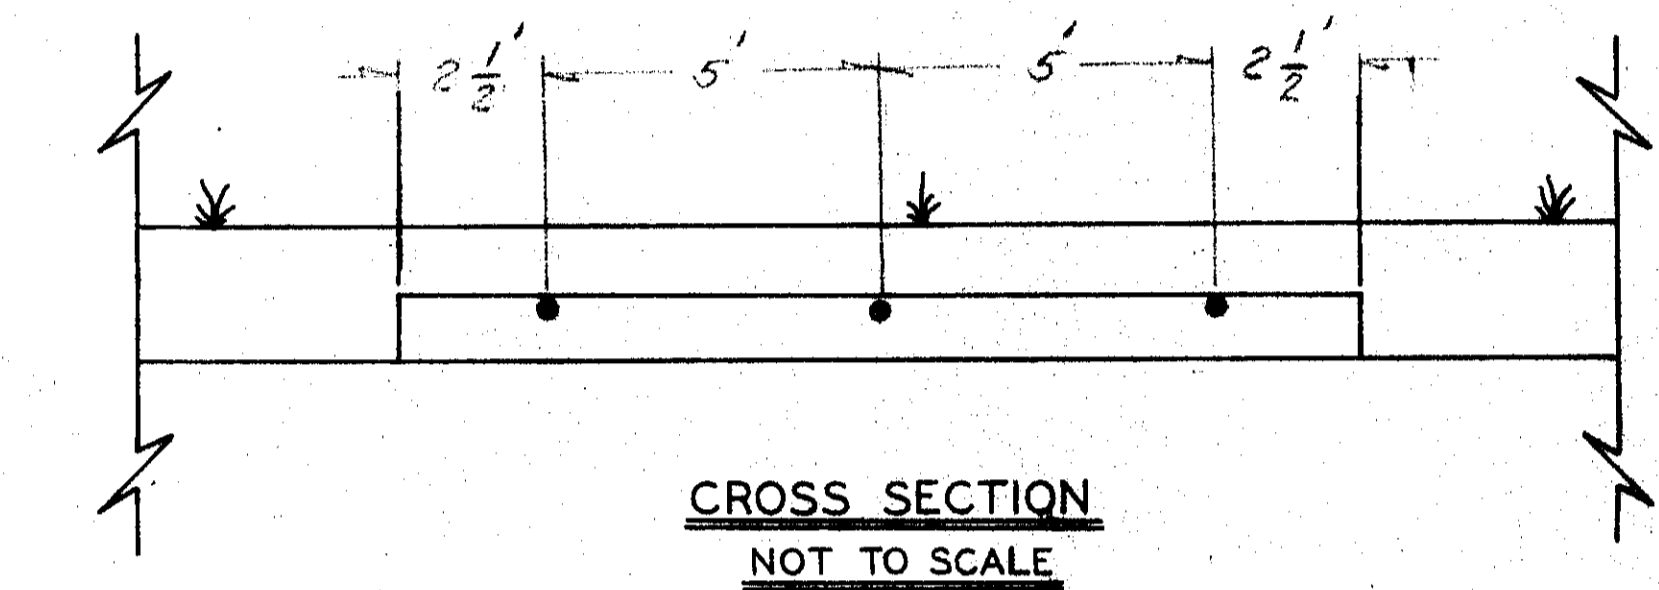 2 1/2' 5' 5' 2 1/2'
CROSS SECTION
NOT TO SCALE